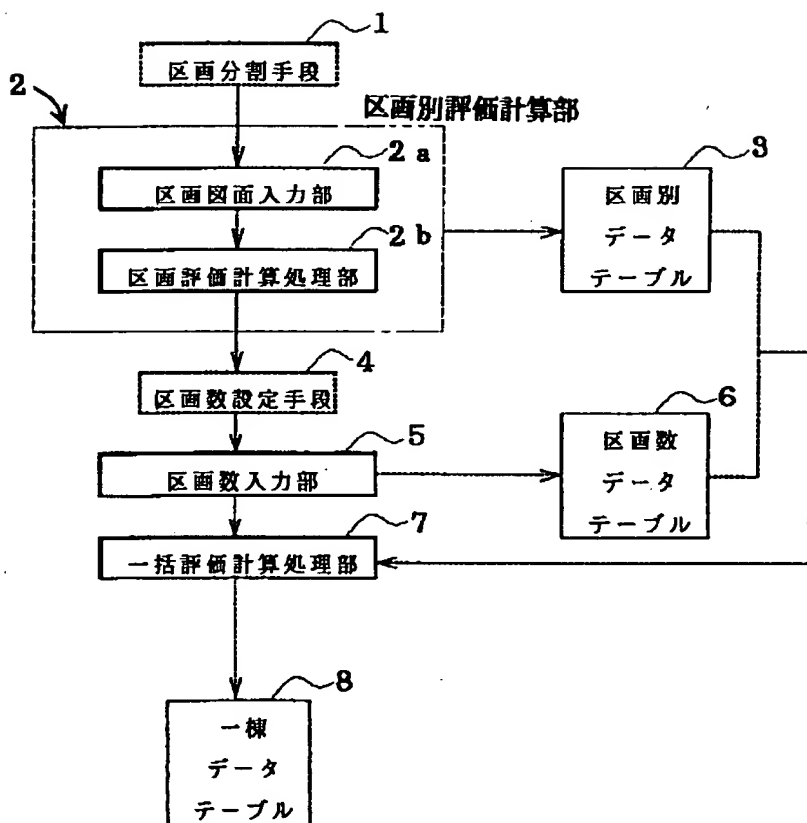 1
区画分割手段
2
区画別評価計算部
2a
区画図面入力部
2b
区画評価計算処理部
3
区画別
データ
テーブル
4
区画数設定手段
5
区画数入力部
6
区画数
データ
テーブル
7
一括評価計算処理部
8
一棟
データ
テーブル